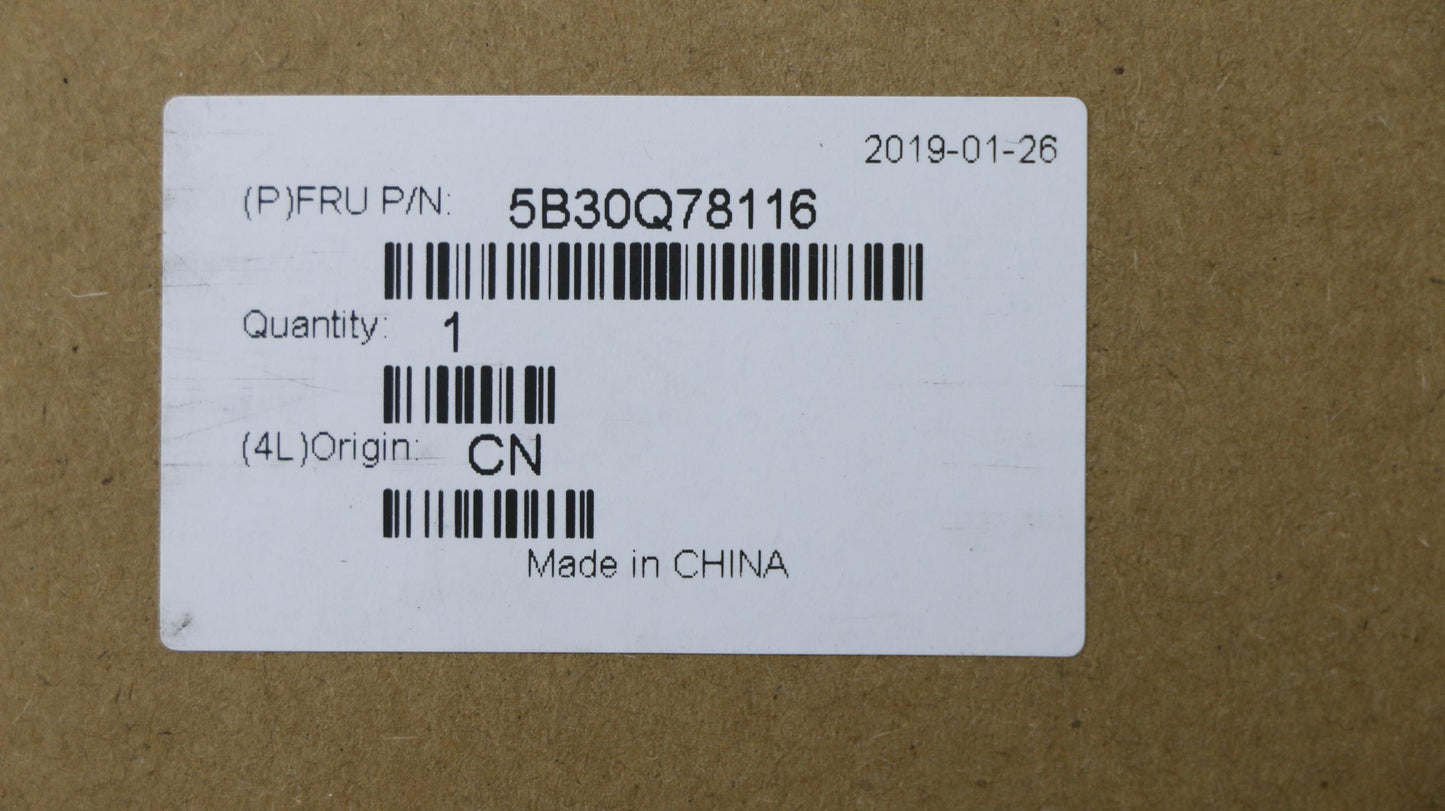 2019-01-26
(P)FRU P/N: 5B30Q78116
Quantity: 1
(4L)Origin: CN
Made in CHINA